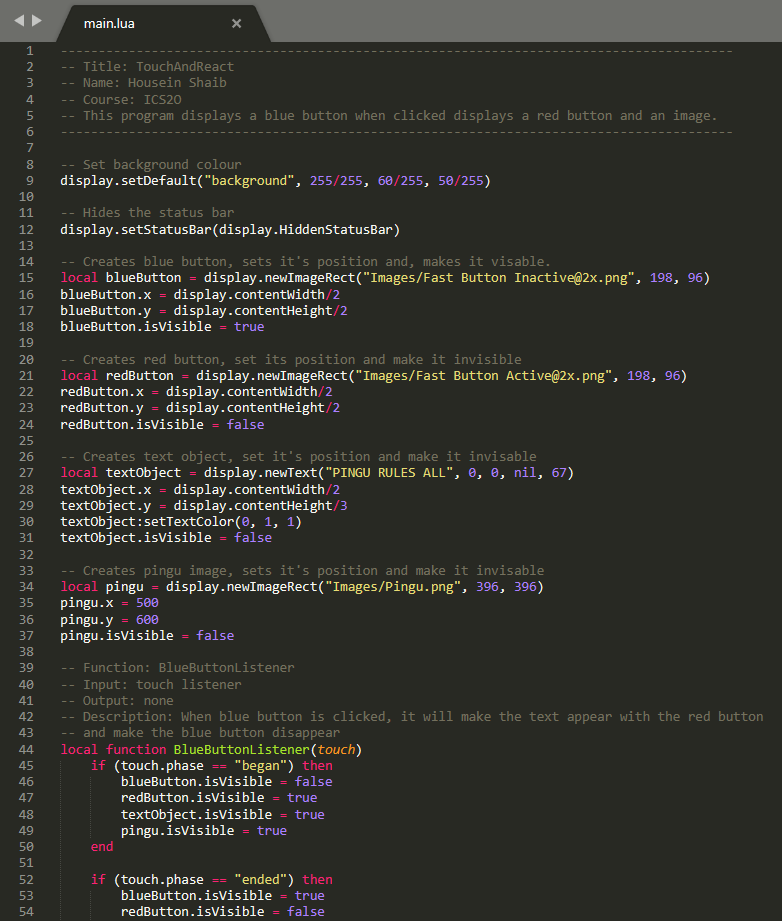 main.lua ×
1 -----------------------------------------------------------------------------------------
2 -- Title: TouchAndReact
3 -- Name: Housein Shaib
4 -- Course: ICS2O
5 -- This program displays a blue button when clicked displays a red button and an image.
6 -----------------------------------------------------------------------------------------
7
8 -- Set background colour
9 display.setDefault("background", 255/255, 60/255, 50/255)
10
11 -- Hides the status bar
12 display.setStatusBar(display.HiddenStatusBar)
13
14 -- Creates blue button, sets it's position and, makes it visable.
15 local blueButton = display.newImageRect("Images/Fast Button Inactive@2x.png", 198, 96)
16 blueButton.x = display.contentWidth/2
17 blueButton.y = display.contentHeight/2
18 blueButton.isVisible = true
19
20 -- Creates red button, set its position and make it invisible
21 local redButton = display.newImageRect("Images/Fast Button Active@2x.png", 198, 96)
22 redButton.x = display.contentWidth/2
23 redButton.y = display.contentHeight/2
24 redButton.isVisible = false
25
26 -- Creates text object, set it's position and make it invisable
27 local textObject = display.newText("PINGU RULES ALL", 0, 0, nil, 67)
28 textObject.x = display.contentWidth/2
29 textObject.y = display.contentHeight/3
30 textObject:setTextColor(0, 1, 1)
31 textObject.isVisible = false
32
33 -- Creates pingu image, sets it's position and make it invisable
34 local pingu = display.newImageRect("Images/Pingu.png", 396, 396)
35 pingu.x = 500
36 pingu.y = 600
37 pingu.isVisible = false
38
39 -- Function: BlueButtonListener
40 -- Input: touch listener
41 -- Output: none
42 -- Description: When blue button is clicked, it will make the text appear with the red button
43 -- and make the blue button disappear
44 local function BlueButtonListener(touch)
45 if (touch.phase == "began") then
46 blueButton.isVisible = false
47 redButton.isVisible = true
48 textObject.isVisible = true
49 pingu.isVisible = true
50 end
51
52 if (touch.phase == "ended") then
53 blueButton.isVisible = true
54 redButton.isVisible = false